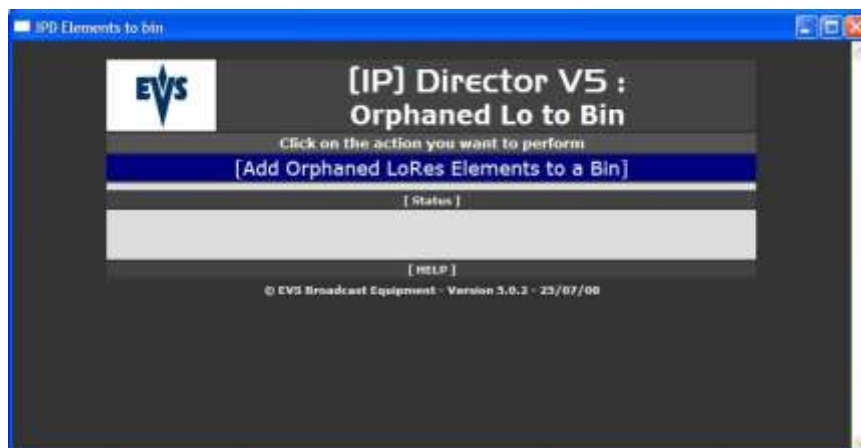 IPD Elements to bin
EVS
[IP] Director V5 :
Orphaned Lo to Bin
Click on the action you want to perform
[Add Orphaned LoRes Elements to a Bin]
[ Status ]
[ HELP ]
© EVS Broadcast Equipment - Version 5.0.2 - 25/07/08